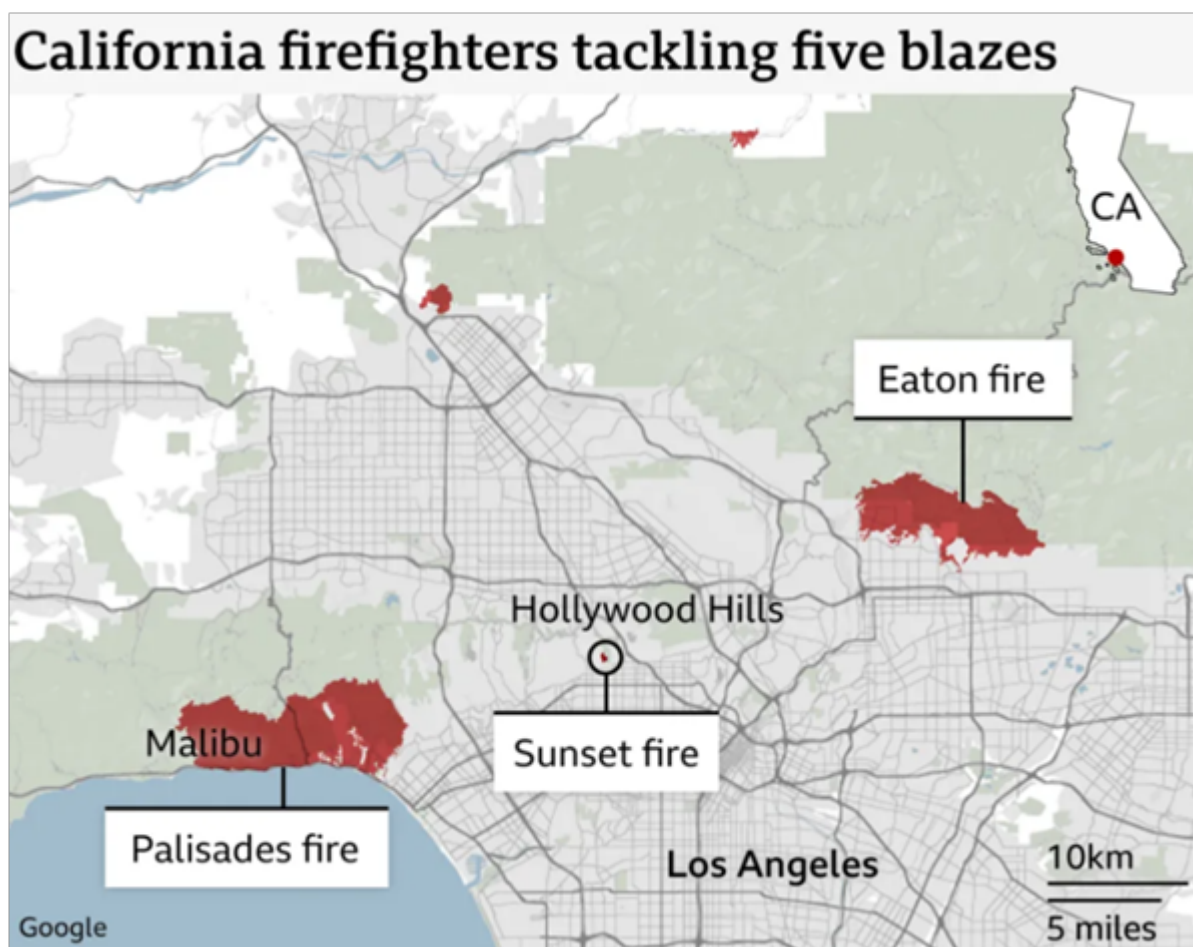 California firefighters tackling five blazes
CA
Eaton fire
Hollywood Hills
Malibu
Sunset fire
Palisades fire
Los Angeles
10km
5 miles
Google